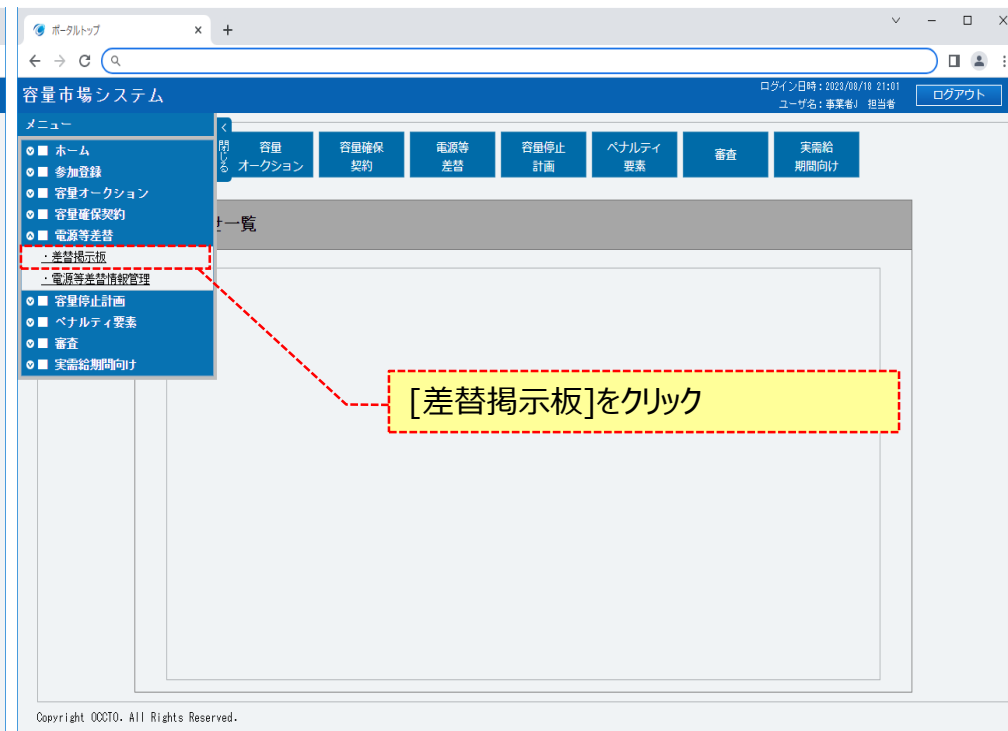 ポータルトップ
容量市場システム
ログイン日時：2023/08/18 21:01
ユーザ名：事業者J 担当者
ログアウト
メニュー
閉じる
容量
オークション
容量確保
契約
電源等
差替
容量停止
計画
ペナルティ
要素
審査
実需給
期間向け
ホーム
参加登録
容量オークション
容量確保契約
電源等差替
・差替掲示板
・電源等差替情報管理
容量停止計画
ペナルティ要素
審査
実需給期間向け
せ一覧
[差替掲示板]をクリック
Copyright OCCTO. All Rights Reserved.